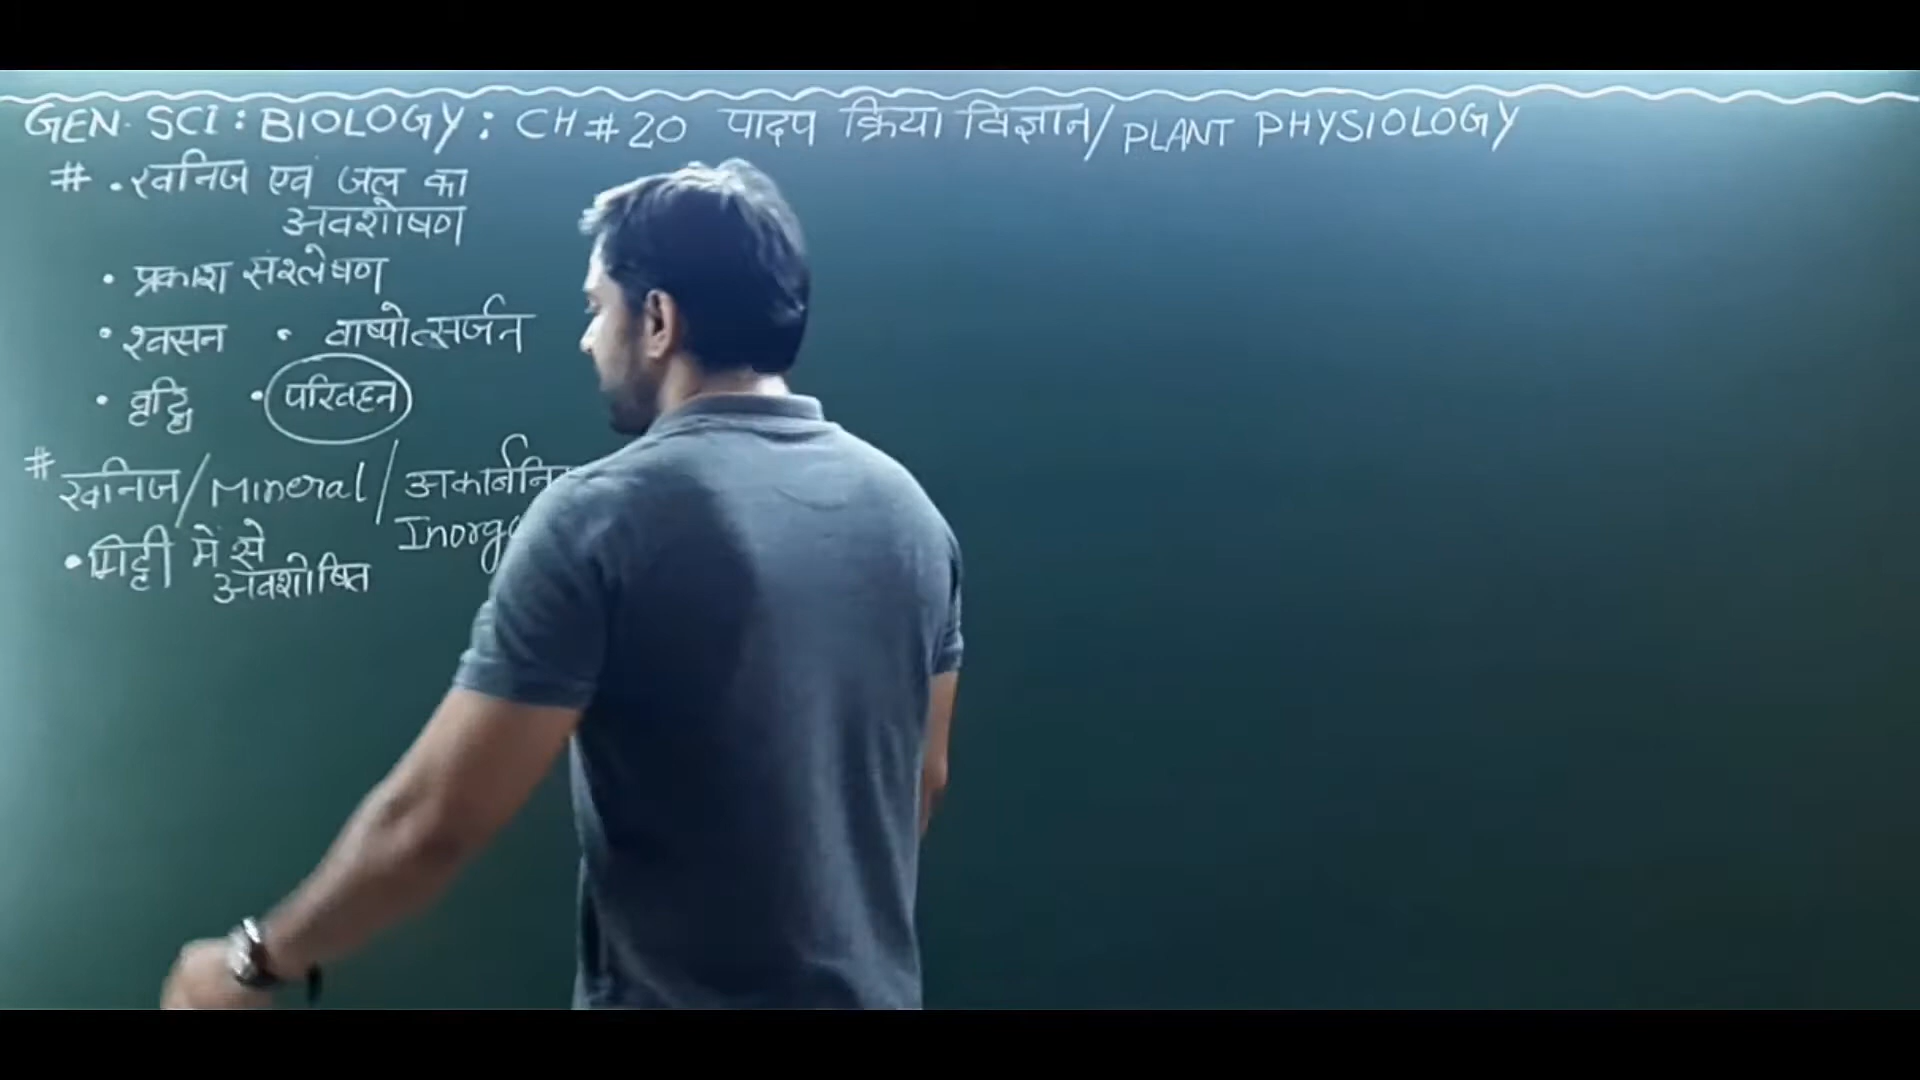 GEN. SCI : BIOLOGY : CH # 20 पादप क्रिया विज्ञान / PLANT PHYSIOLOGY
# • खनिज एवं जल का
अवशोषण
• प्रकाश संश्लेषण
• श्वसन • वाष्पोत्सर्जन
• वृद्धि • परिवहन
# खनिज / Mineral /
• मिट्टी में से
अवशोषित